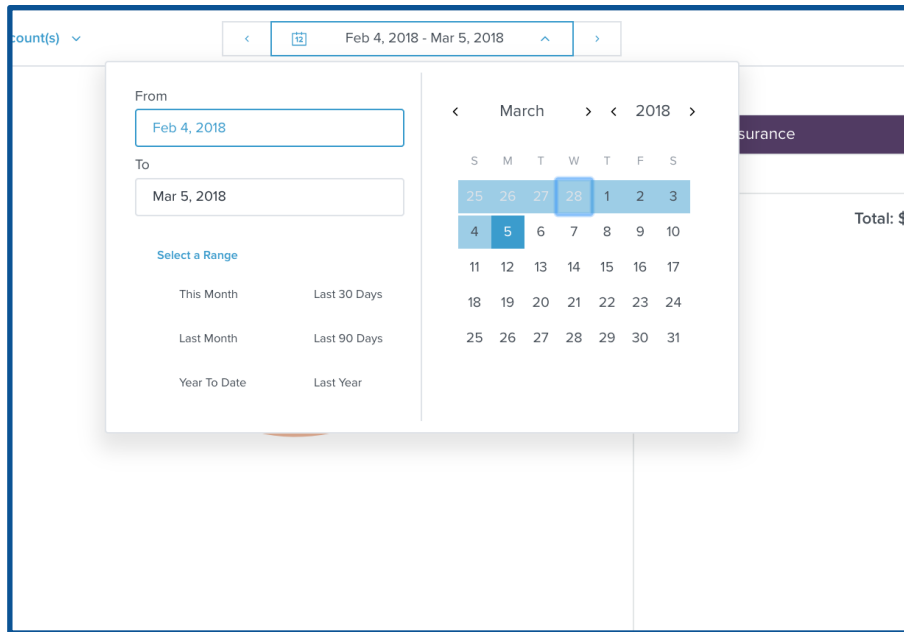 count(s)
12 Feb 4, 2018 - Mar 5, 2018
From
Feb 4, 2018
To
Mar 5, 2018
Select a Range
This Month Last 30 Days
Last Month Last 90 Days
Year To Date Last Year
March 2018
S M T W T F S
25 26 27 28 1 2 3
4 5 6 7 8 9 10
11 12 13 14 15 16 17
18 19 20 21 22 23 24
25 26 27 28 29 30 31
surance
Total: $